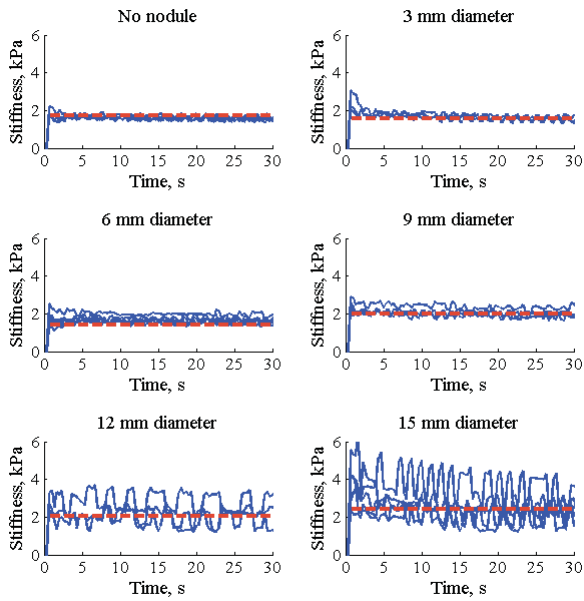 No nodule
6
4
2
0
Stiffness, kPa
0 5 10 15 20 25 30
Time, s
3 mm diameter
6
4
2
0
Stiffness, kPa
0 5 10 15 20 25 30
Time, s
6 mm diameter
6
4
2
0
Stiffness, kPa
0 5 10 15 20 25 30
Time, s
9 mm diameter
6
4
2
0
Stiffness, kPa
0 5 10 15 20 25 30
Time, s
12 mm diameter
6
4
2
0
Stiffness, kPa
0 5 10 15 20 25 30
Time, s
15 mm diameter
6
4
2
0
Stiffness, kPa
0 5 10 15 20 25 30
Time, s